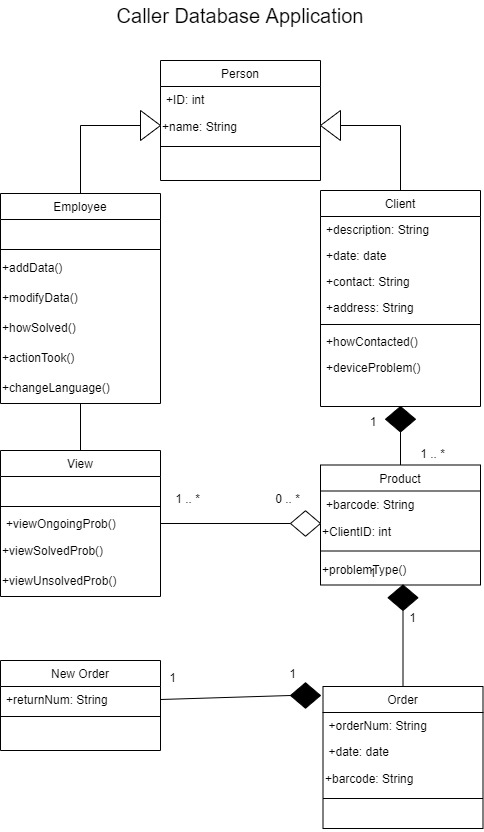 Caller Database Application
Person
+ID: int
+name: String
Employee
+addData()
+modifyData()
+howSolved()
+actionTook()
+changeLanguage()
Client
+description: String
+date: date
+contact: String
+address: String
+howContacted()
+deviceProblem()
1
1 .. *
View
+viewOngoingProb()
+viewSolvedProb()
+viewUnsolvedProb()
1 .. *
0 .. *
Product
+barcode: String
+ClientID: int
+problemType()
1
New Order
+returnNum: String
1
1
Order
+orderNum: String
+date: date
+barcode: String